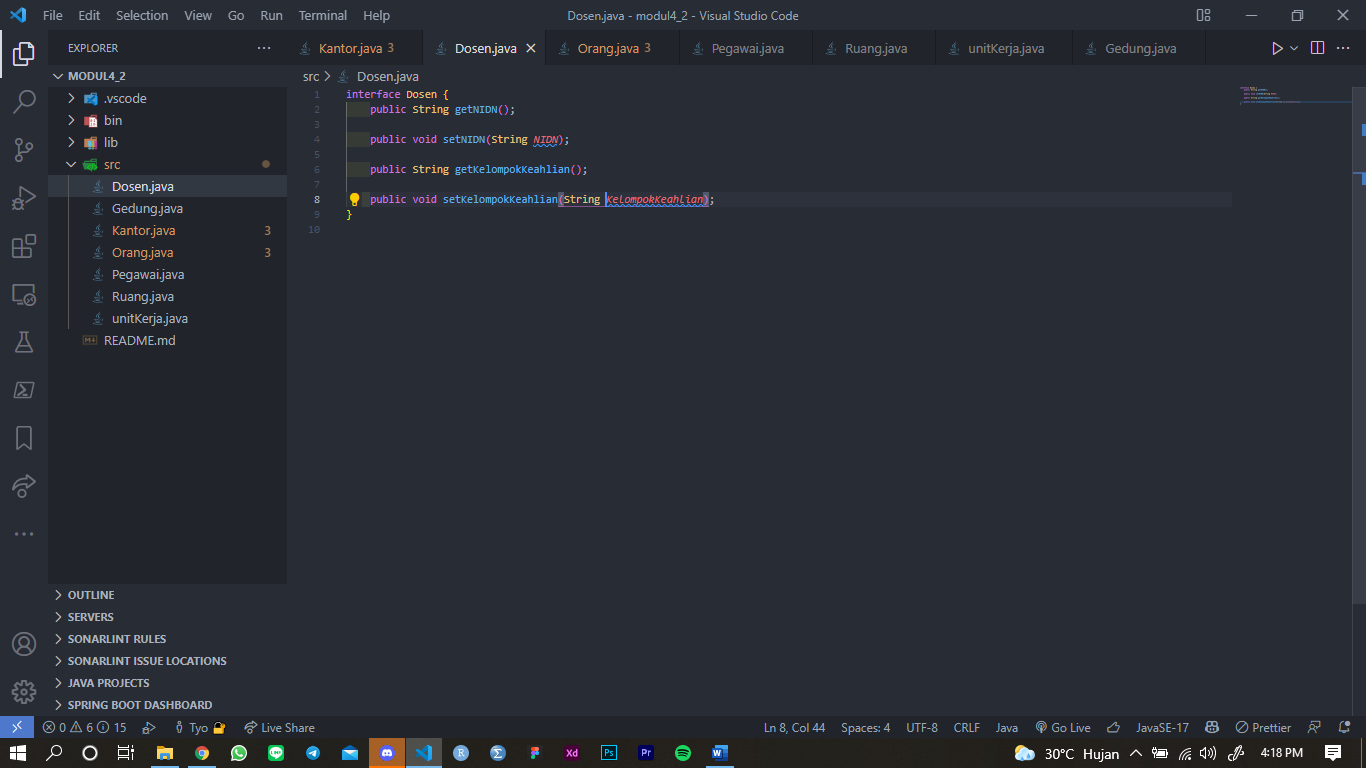 File Edit Selection View Go Run Terminal Help
Dosen.java - modul4_2 - Visual Studio Code
EXPLORER
Kantor.java 3
Dosen.java
Orang.java 3
Pegawai.java
Ruang.java
unitKerja.java
Gedung.java
MODUL4_2
.vscode
bin
lib
src
Dosen.java
Gedung.java
Kantor.java 3
Orang.java 3
Pegawai.java
Ruang.java
unitKerja.java
README.md
OUTLINE
SERVERS
SONARLINT RULES
SONARLINT ISSUE LOCATIONS
JAVA PROJECTS
SPRING BOOT DASHBOARD
src > Dosen.java
1 interface Dosen {
2 public String getNIDN();
3
4 public void setNIDN(String NIDN);
5
6 public String getKelompokKeahlian();
7
8 public void setKelompokKeahlian(String KelompokKeahlian);
9 }
10
0 6 15 Tyo Live Share
Ln 8, Col 44 Spaces: 4 UTF-8 CRLF Java Go Live JavaSE-17 Prettier
R Σ Xd Ps Pr W
30°C Hujan 4:18 PM